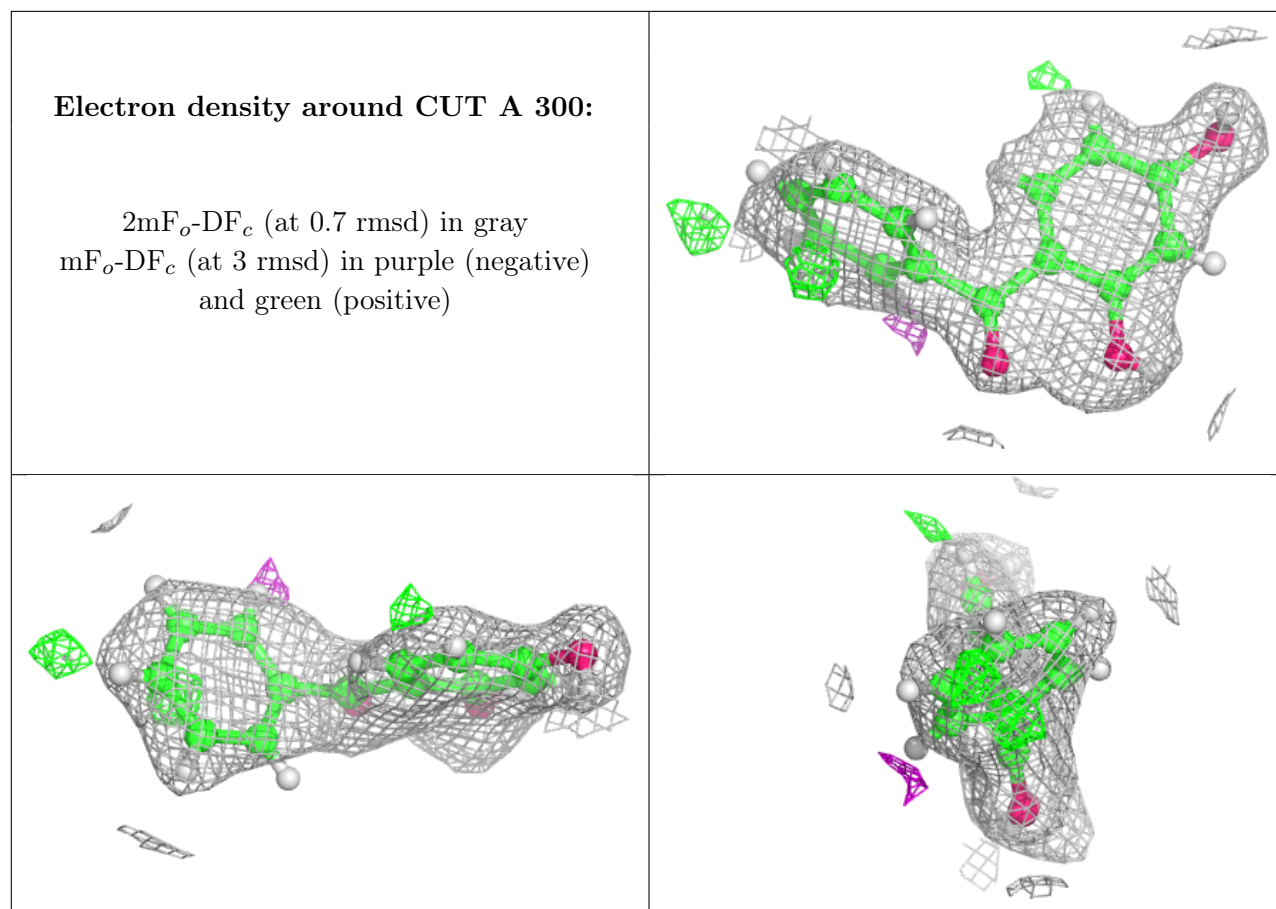 Electron density around CUT A 300:
2mFo-DFc (at 0.7 rmsd) in gray
mFo-DFc (at 3 rmsd) in purple (negative)
and green (positive)